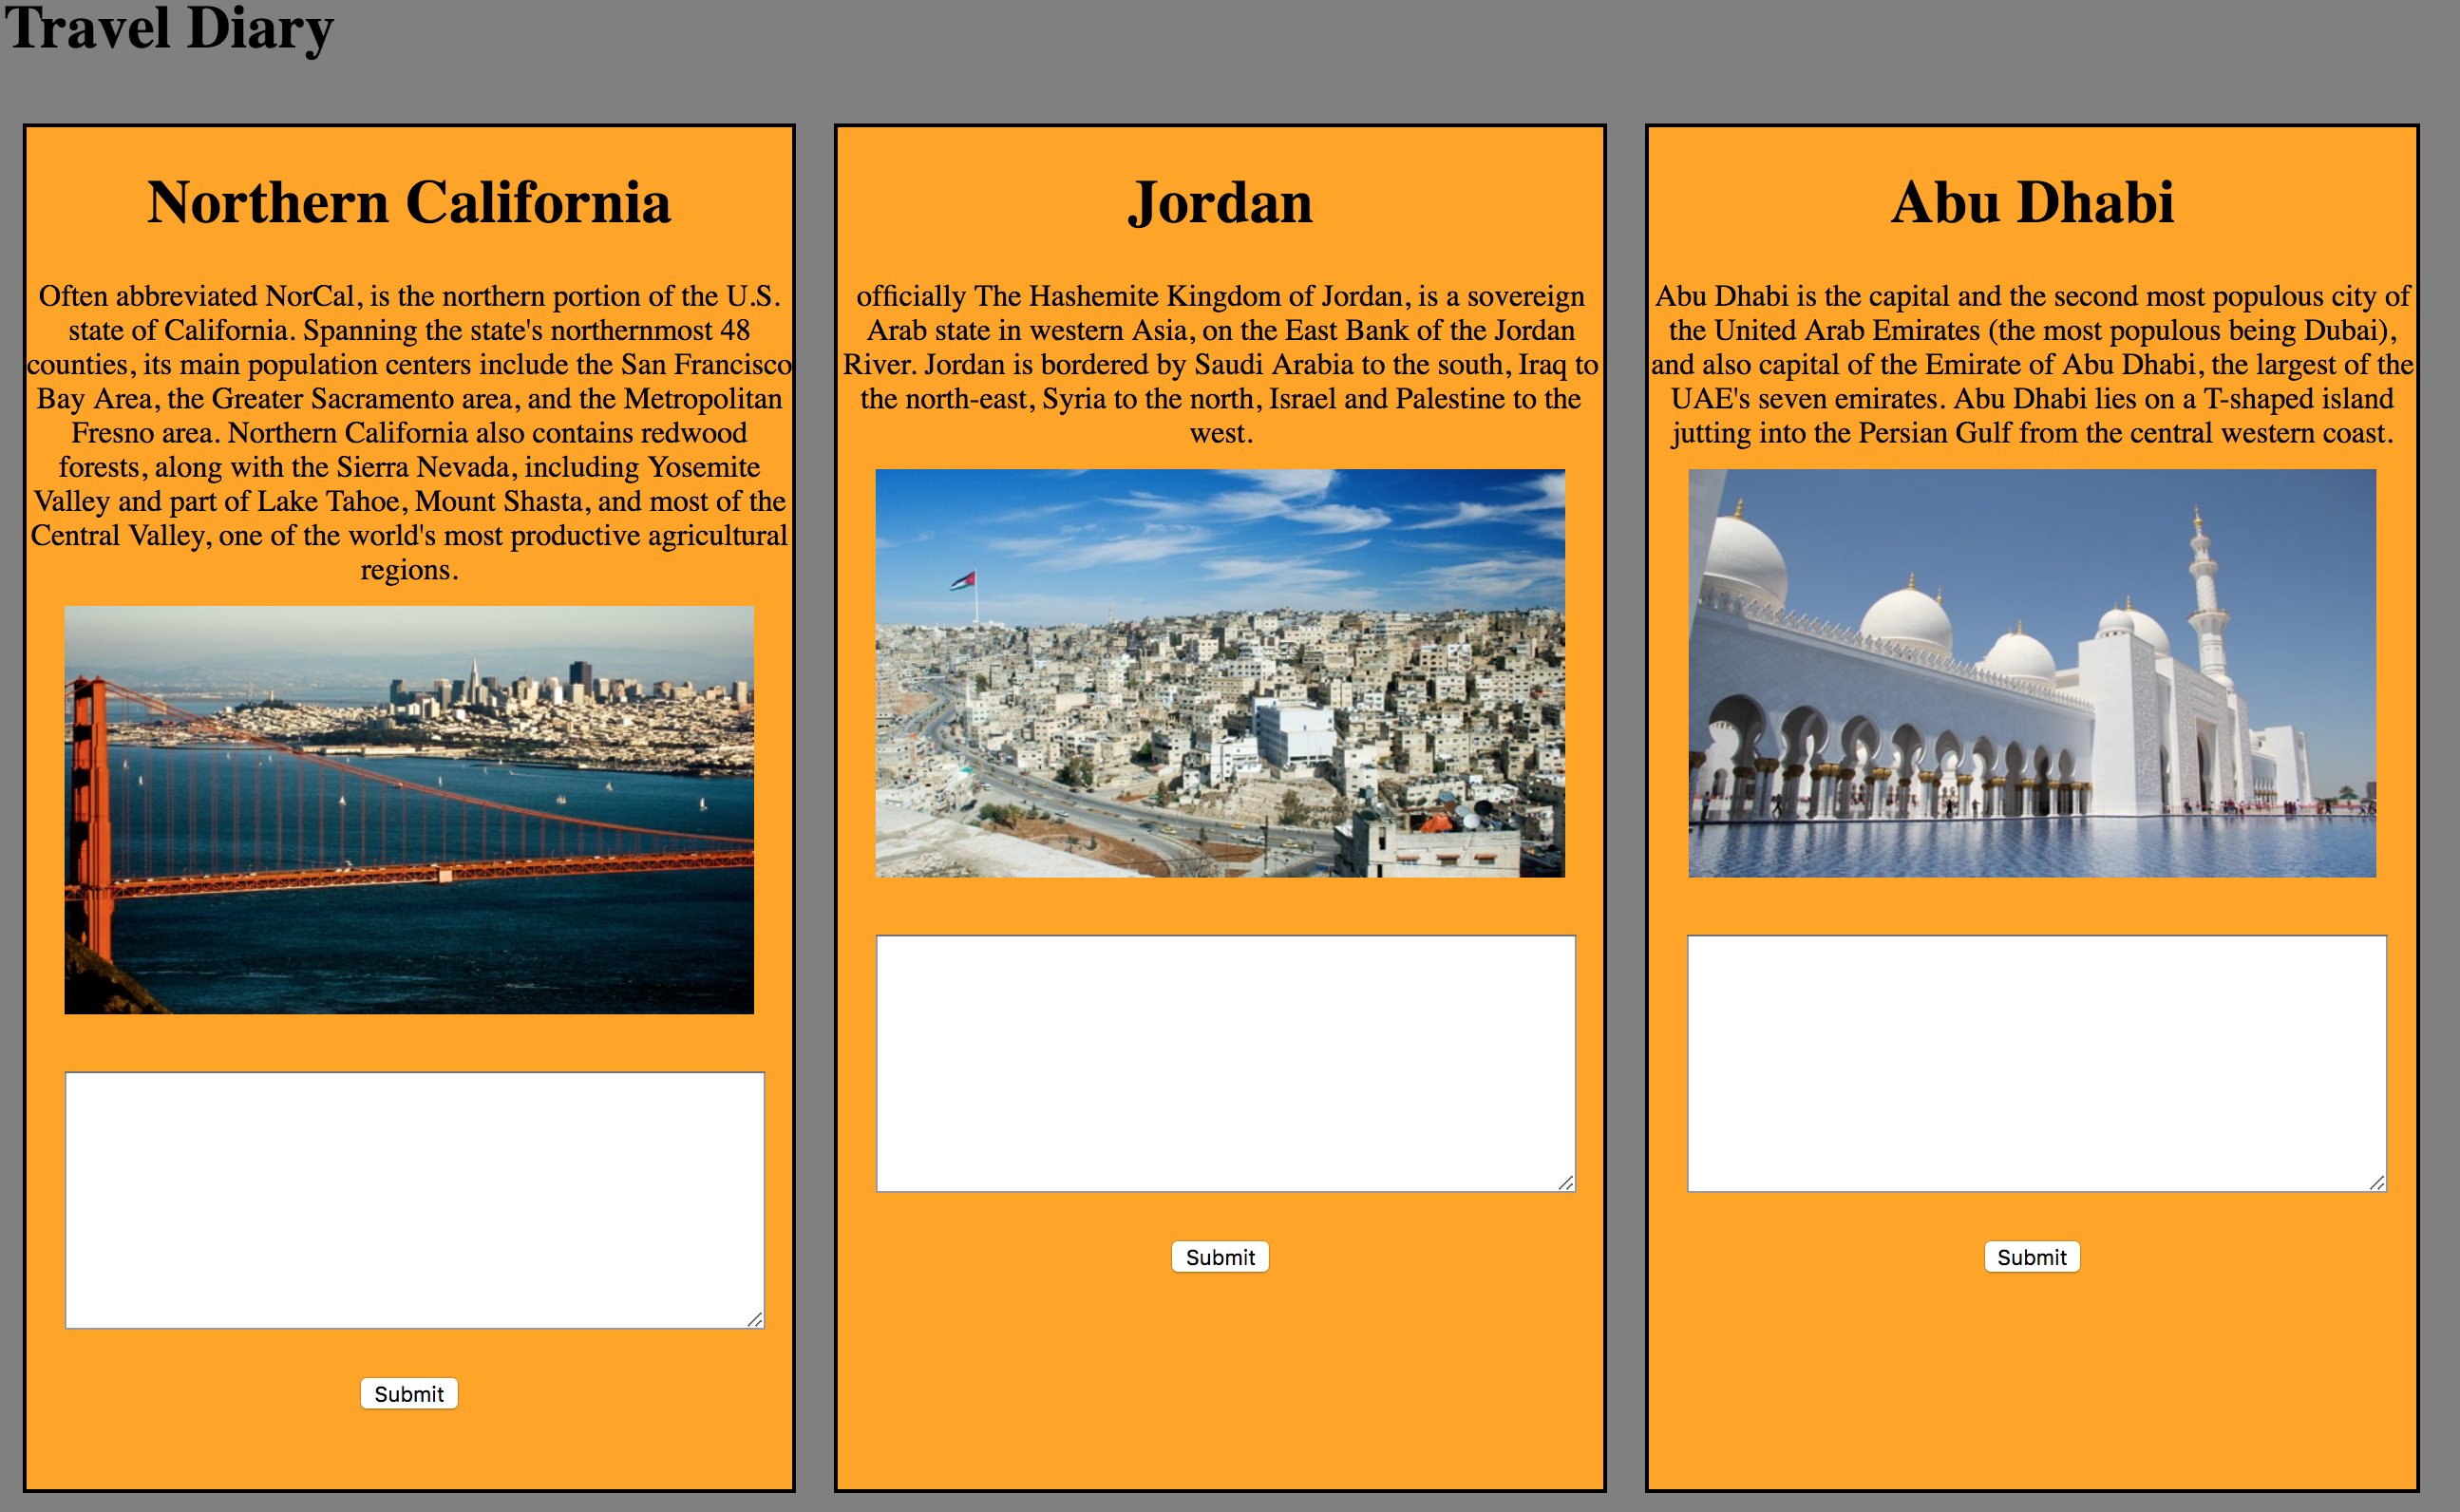 Travel Diary
Northern California
Often abbreviated NorCal, is the northern portion of the U.S.
state of California. Spanning the state's northernmost 48
counties, its main population centers include the San Francisco
Bay Area, the Greater Sacramento area, and the Metropolitan
Fresno area. Northern California also contains redwood
forests, along with the Sierra Nevada, including Yosemite
Valley and part of Lake Tahoe, Mount Shasta, and most of the
Central Valley, one of the world's most productive agricultural
regions.
Submit
Jordan
officially The Hashemite Kingdom of Jordan, is a sovereign
Arab state in western Asia, on the East Bank of the Jordan
River. Jordan is bordered by Saudi Arabia to the south, Iraq to
the north-east, Syria to the north, Israel and Palestine to the
west.
Submit
Abu Dhabi
Abu Dhabi is the capital and the second most populous city of
the United Arab Emirates (the most populous being Dubai),
and also capital of the Emirate of Abu Dhabi, the largest of the
UAE's seven emirates. Abu Dhabi lies on a T-shaped island
jutting into the Persian Gulf from the central western coast.
Submit